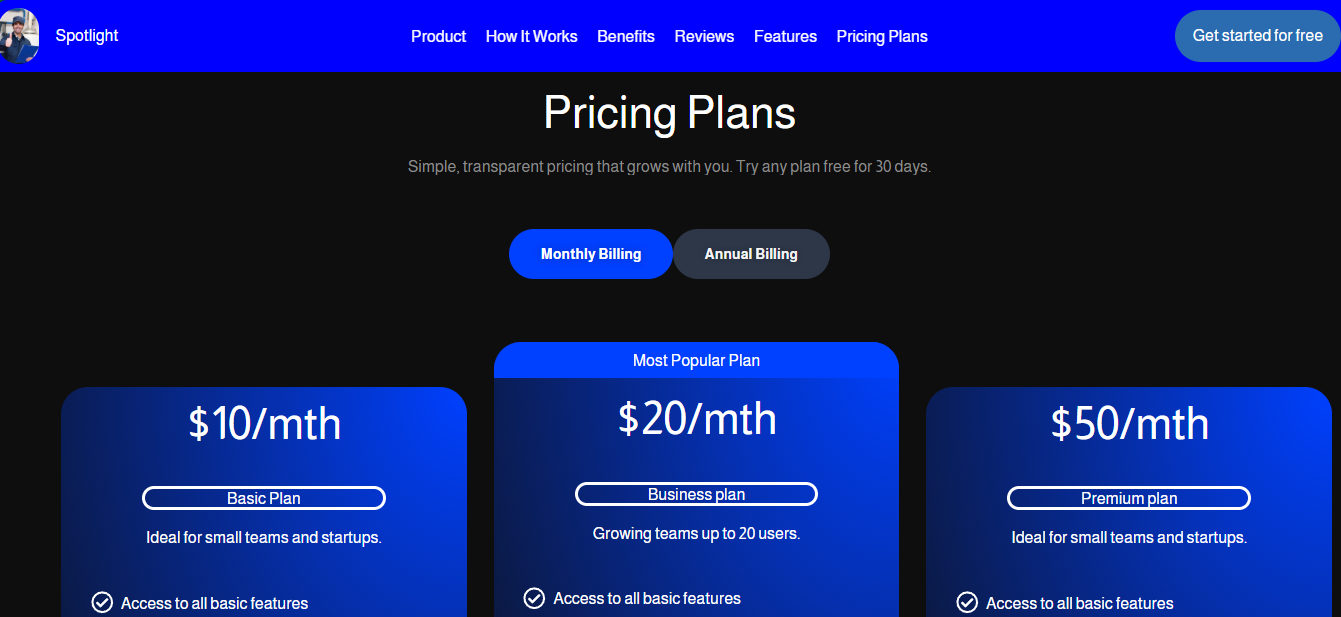 Spotlight
Product How It Works Benefits Reviews Features Pricing Plans
Get started for free
Pricing Plans
Simple, transparent pricing that grows with you. Try any plan free for 30 days.
Monthly Billing
Annual Billing
$10/mth
Basic Plan
Ideal for small teams and startups.
Access to all basic features
Most Popular Plan
$20/mth
Business plan
Growing teams up to 20 users.
Access to all basic features
$50/mth
Premium plan
Ideal for small teams and startups.
Access to all basic features